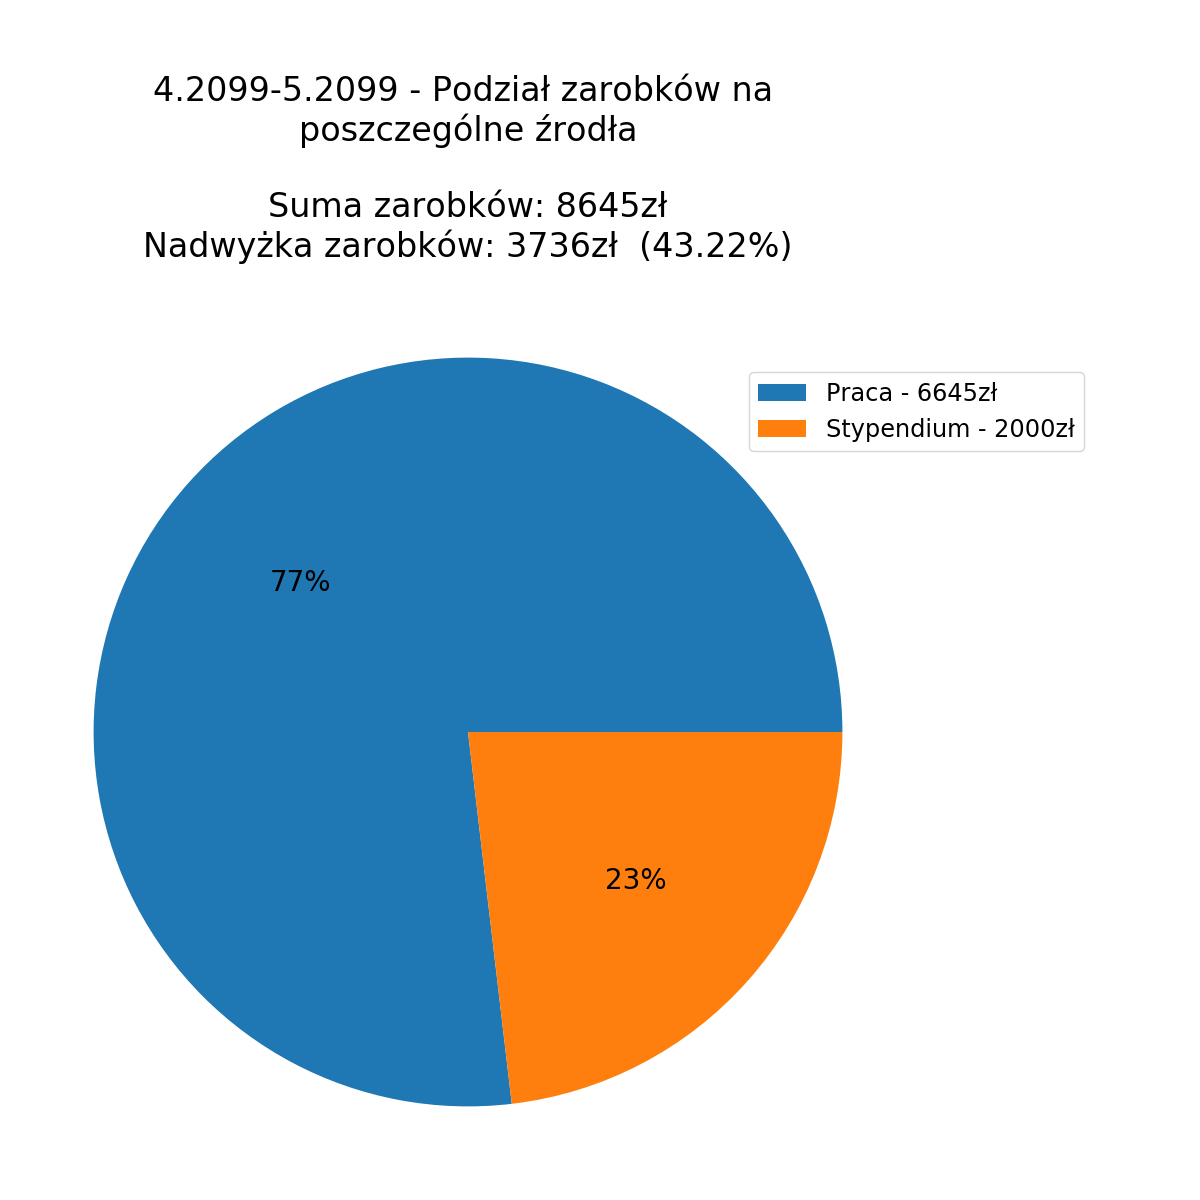 4.2099-5.2099 - Podział zarobków na
poszczególne źrodła
Suma zarobków: 8645zł
Nadwyżka zarobków: 3736zł  (43.22%)
Praca - 6645zł
Stypendium - 2000zł
77%
23%